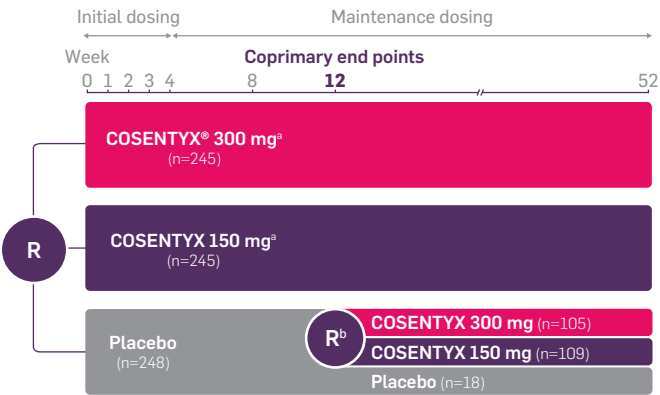 Initial dosing Maintenance dosing
Week Coprimary end points
0 1 2 3 4 8 12 52
COSENTYX® 300 mgᵃ
(n=245)
R
COSENTYX 150 mgᵃ
(n=245)
Placebo
(n=248)
Rᵇ
COSENTYX 300 mg (n=105)
COSENTYX 150 mg (n=109)
Placebo (n=18)